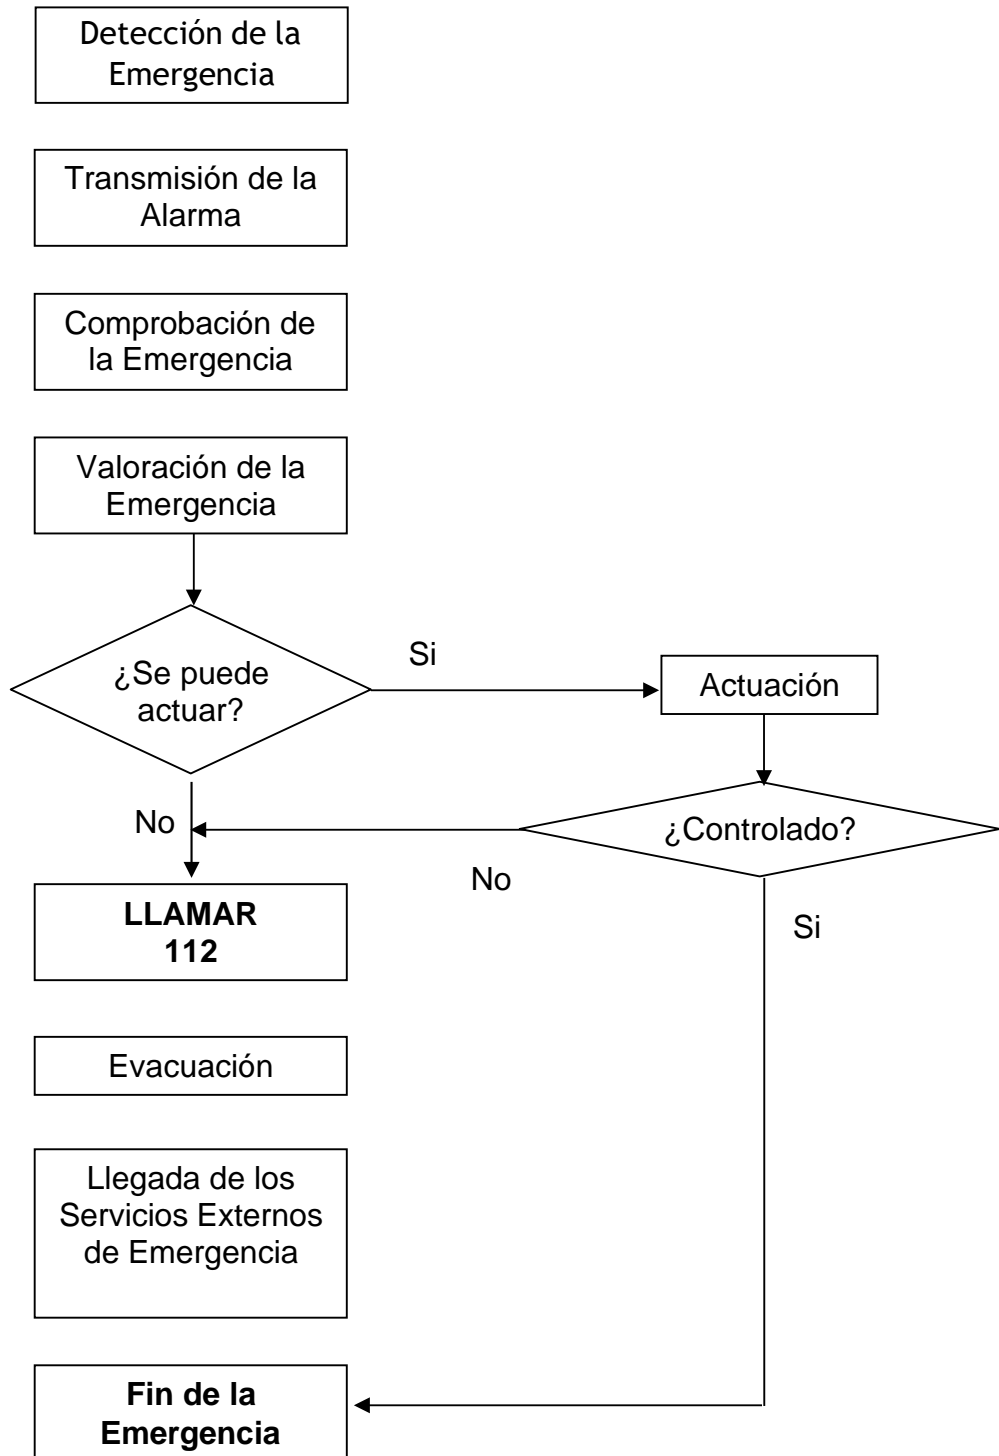 Detección de la
Emergencia
Transmisión de la
Alarma
Comprobación de
la Emergencia
Valoración de la
Emergencia
¿Se puede
actuar?
Si
Actuación
No
¿Controlado?
No
Si
LLAMAR
112
Evacuación
Llegada de los
Servicios Externos
de Emergencia
Fin de la
Emergencia